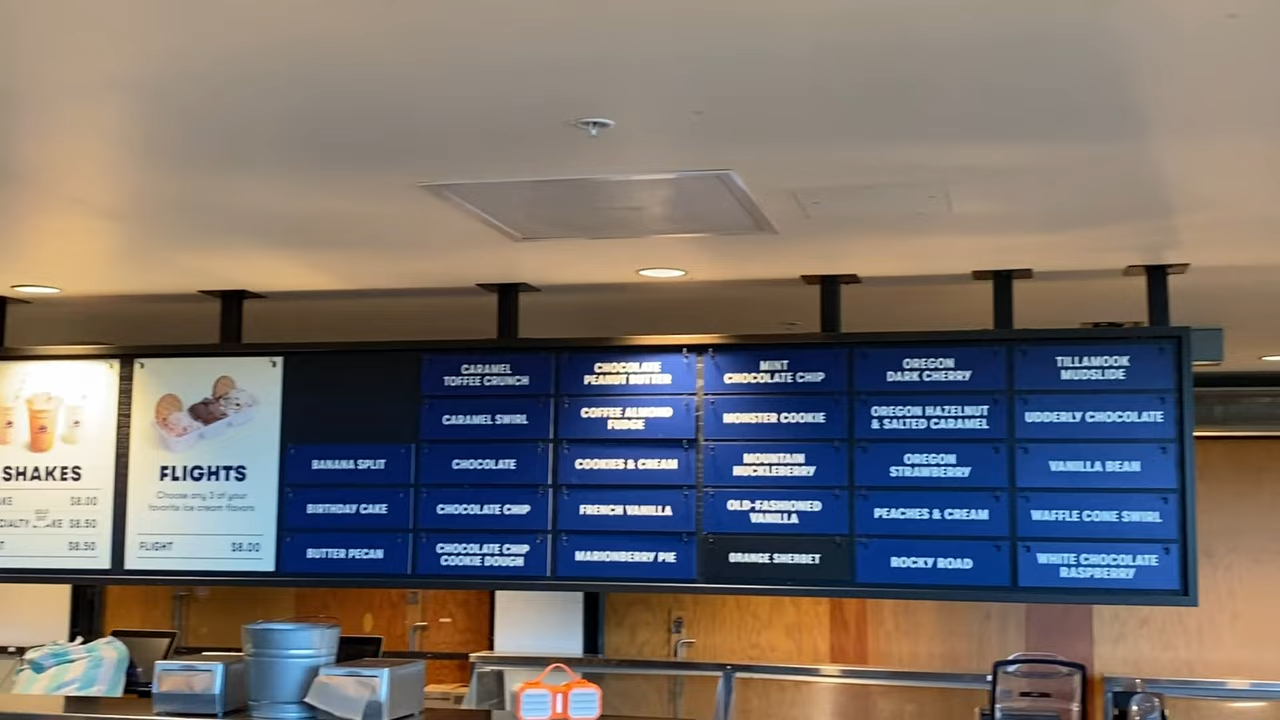 SHAKES
KE $8.00
CIALTY KE $8.50
T $8.50
FLIGHTS
Choose any 3 of your
favorite ice cream flavors
FLIGHT $8.00
BANANA SPLIT
BIRTHDAY CAKE
BUTTER PECAN
CARAMEL
TOFFEE CRUNCH
CARAMEL SWIRL
CHOCOLATE
CHOCOLATE CHIP
CHOCOLATE CHIP
COOKIE DOUGH
CHOCOLATE
PEANUT BUTTER
COFFEE ALMOND
FUDGE
COOKIES & CREAM
FRENCH VANILLA
MARIONBERRY PIE
MINT
CHOCOLATE CHIP
MONSTER COOKIE
MOUNTAIN
HUCKLEBERRY
OLD-FASHIONED
VANILLA
ORANGE SHERBET
OREGON
DARK CHERRY
OREGON HAZELNUT
& SALTED CARAMEL
OREGON
STRAWBERRY
PEACHES & CREAM
ROCKY ROAD
TILLAMOOK
MUDSLIDE
UDDERLY CHOCOLATE
VANILLA BEAN
WAFFLE CONE SWIRL
WHITE CHOCOLATE
RASPBERRY